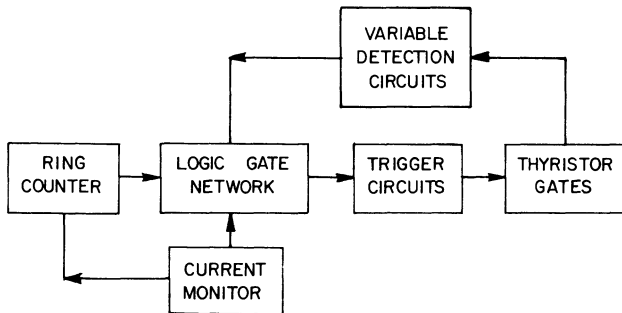 VARIABLE
DETECTION
CIRCUITS
RING
COUNTER
LOGIC GATE
NETWORK
TRIGGER
CIRCUITS
THYRISTOR
GATES
CURRENT
MONITOR